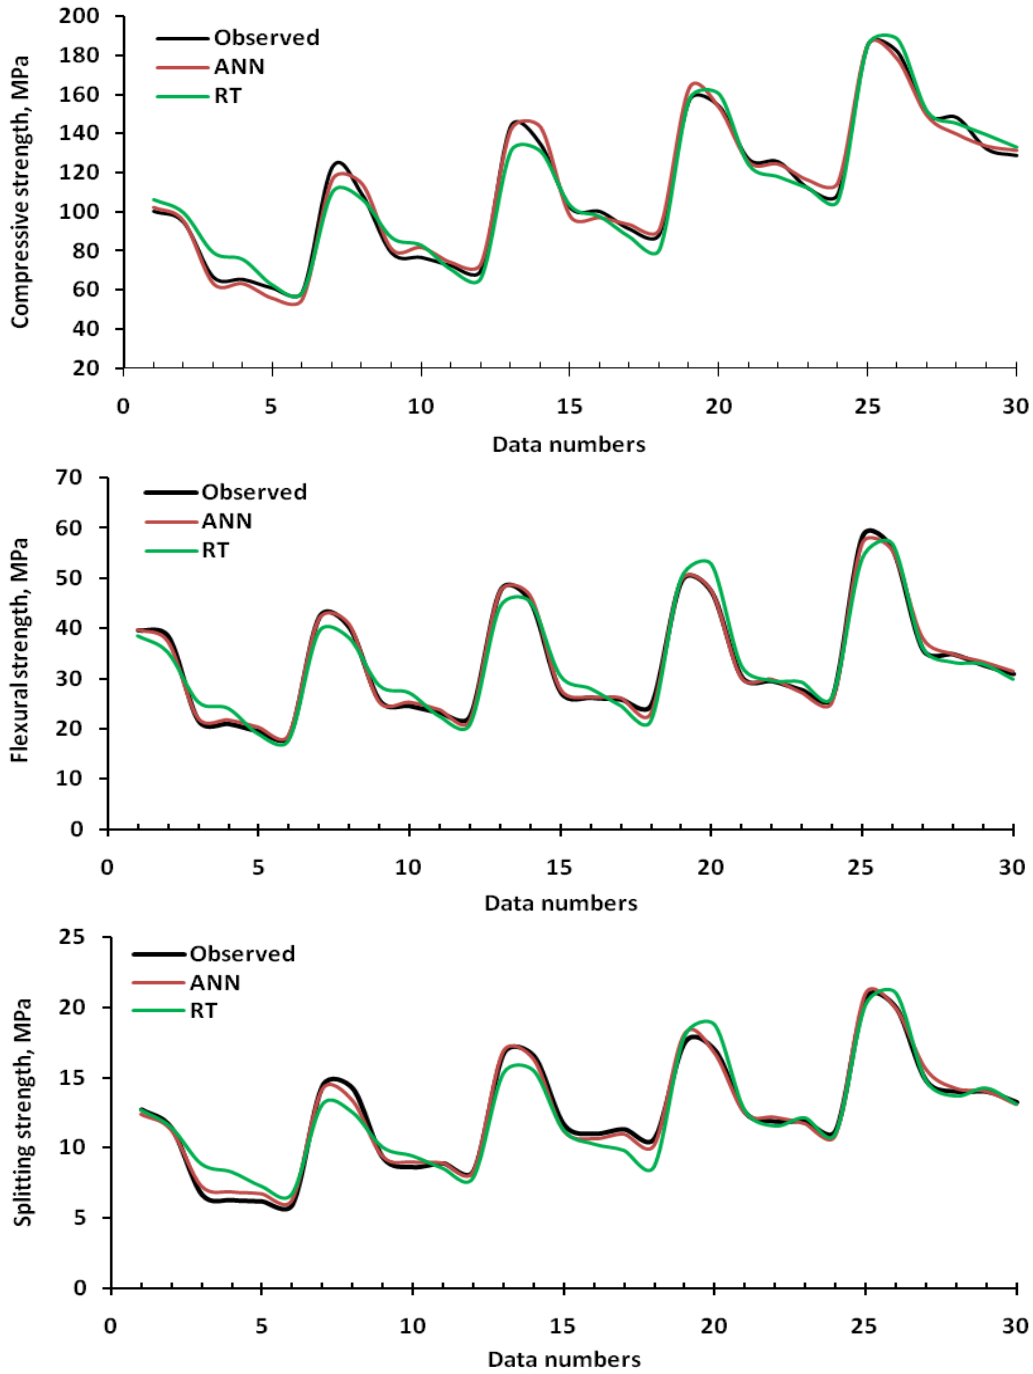 Compressive strength, MPa
200
180
160
140
120
100
80
60
40
20
Observed
ANN
RT
0 5 10 15 20 25 30
Data numbers
Flexural strength, MPa
70
60
50
40
30
20
10
0
Observed
ANN
RT
0 5 10 15 20 25 30
Data numbers
Splitting strength, MPa
25
20
15
10
5
0
Observed
ANN
RT
0 5 10 15 20 25 30
Data numbers